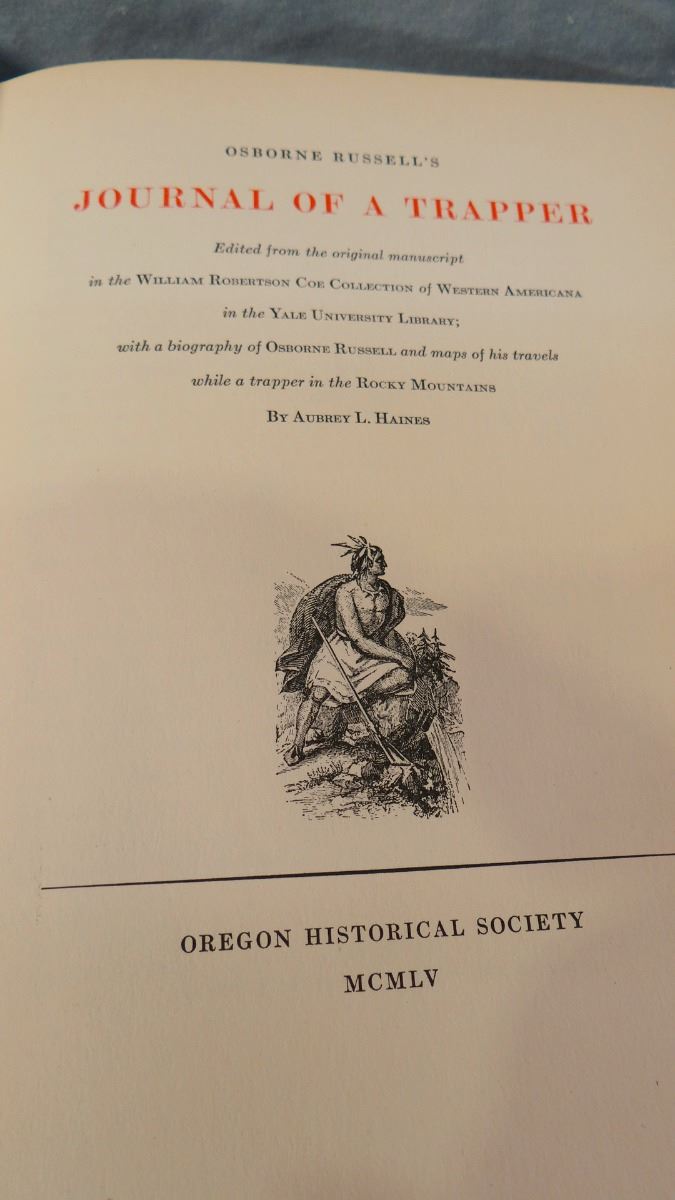 OSBORNE RUSSELL'S
JOURNAL OF A TRAPPER
Edited from the original manuscript
in the WILLIAM ROBERTSON COE COLLECTION of WESTERN AMERICANA
in the YALE UNIVERSITY LIBRARY;
with a biography of OSBORNE RUSSELL and maps of his travels
while a trapper in the ROCKY MOUNTAINS
BY AUBREY L. HAINES
OREGON HISTORICAL SOCIETY
MCMLV